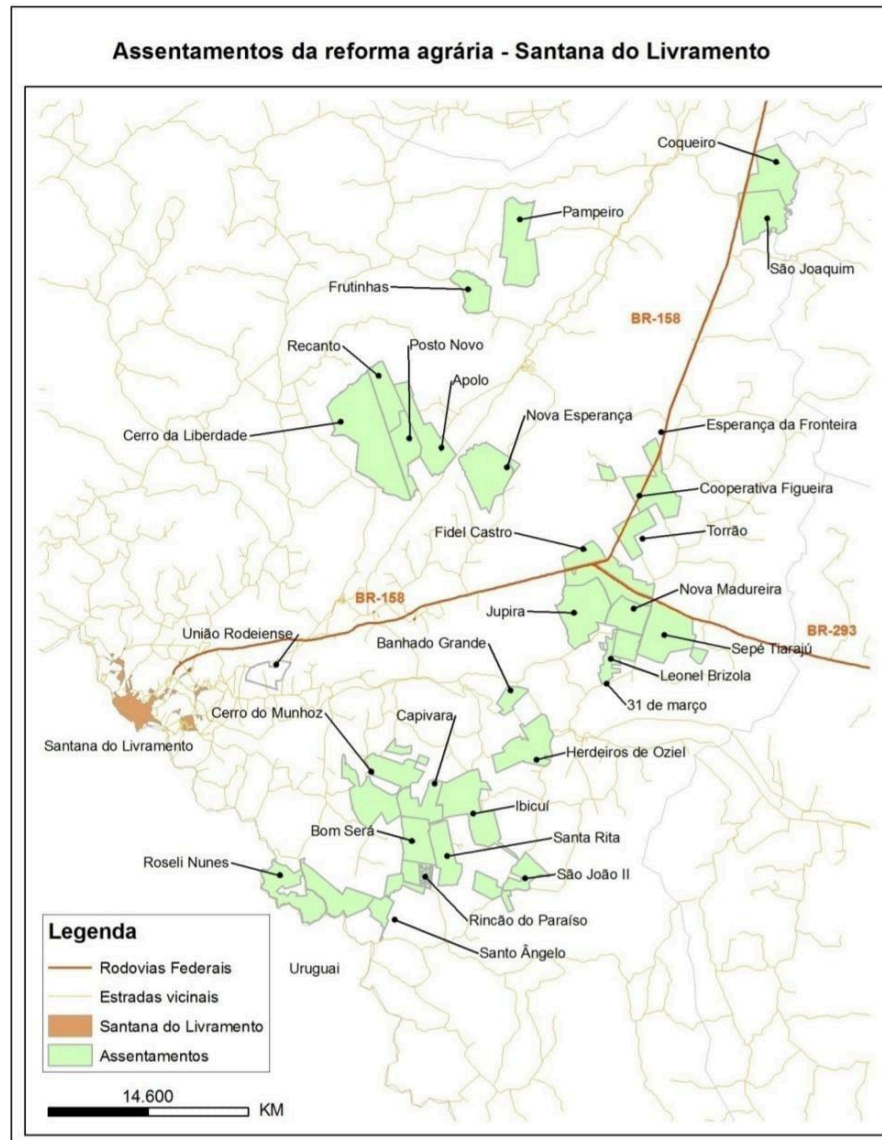 Assentamentos da reforma agrária - Santana do Livramento
Coqueiro
Pampeiro
São Joaquim
Frutinhas
BR-158
Recanto
Posto Novo
Apolo
Nova Esperança
Esperança da Fronteira
Cerro da Liberdade
Cooperativa Figueira
Fidel Castro
Torrão
Nova Madureira
BR-158
Jupira
BR-293
União Rodeiense
Banhado Grande
Sepé Tiarajú
Leonel Brizola
31 de março
Cerro do Munhoz
Capivara
Santana do Livramento
Herdeiros de Oziel
Ibicuí
Bom Será
Santa Rita
Roseli Nunes
São João II
Rincão do Paraíso
Santo Ângelo
Uruguai
Legenda
Rodovias Federais
Estradas vicinais
Santana do Livramento
Assentamentos
14.600
KM